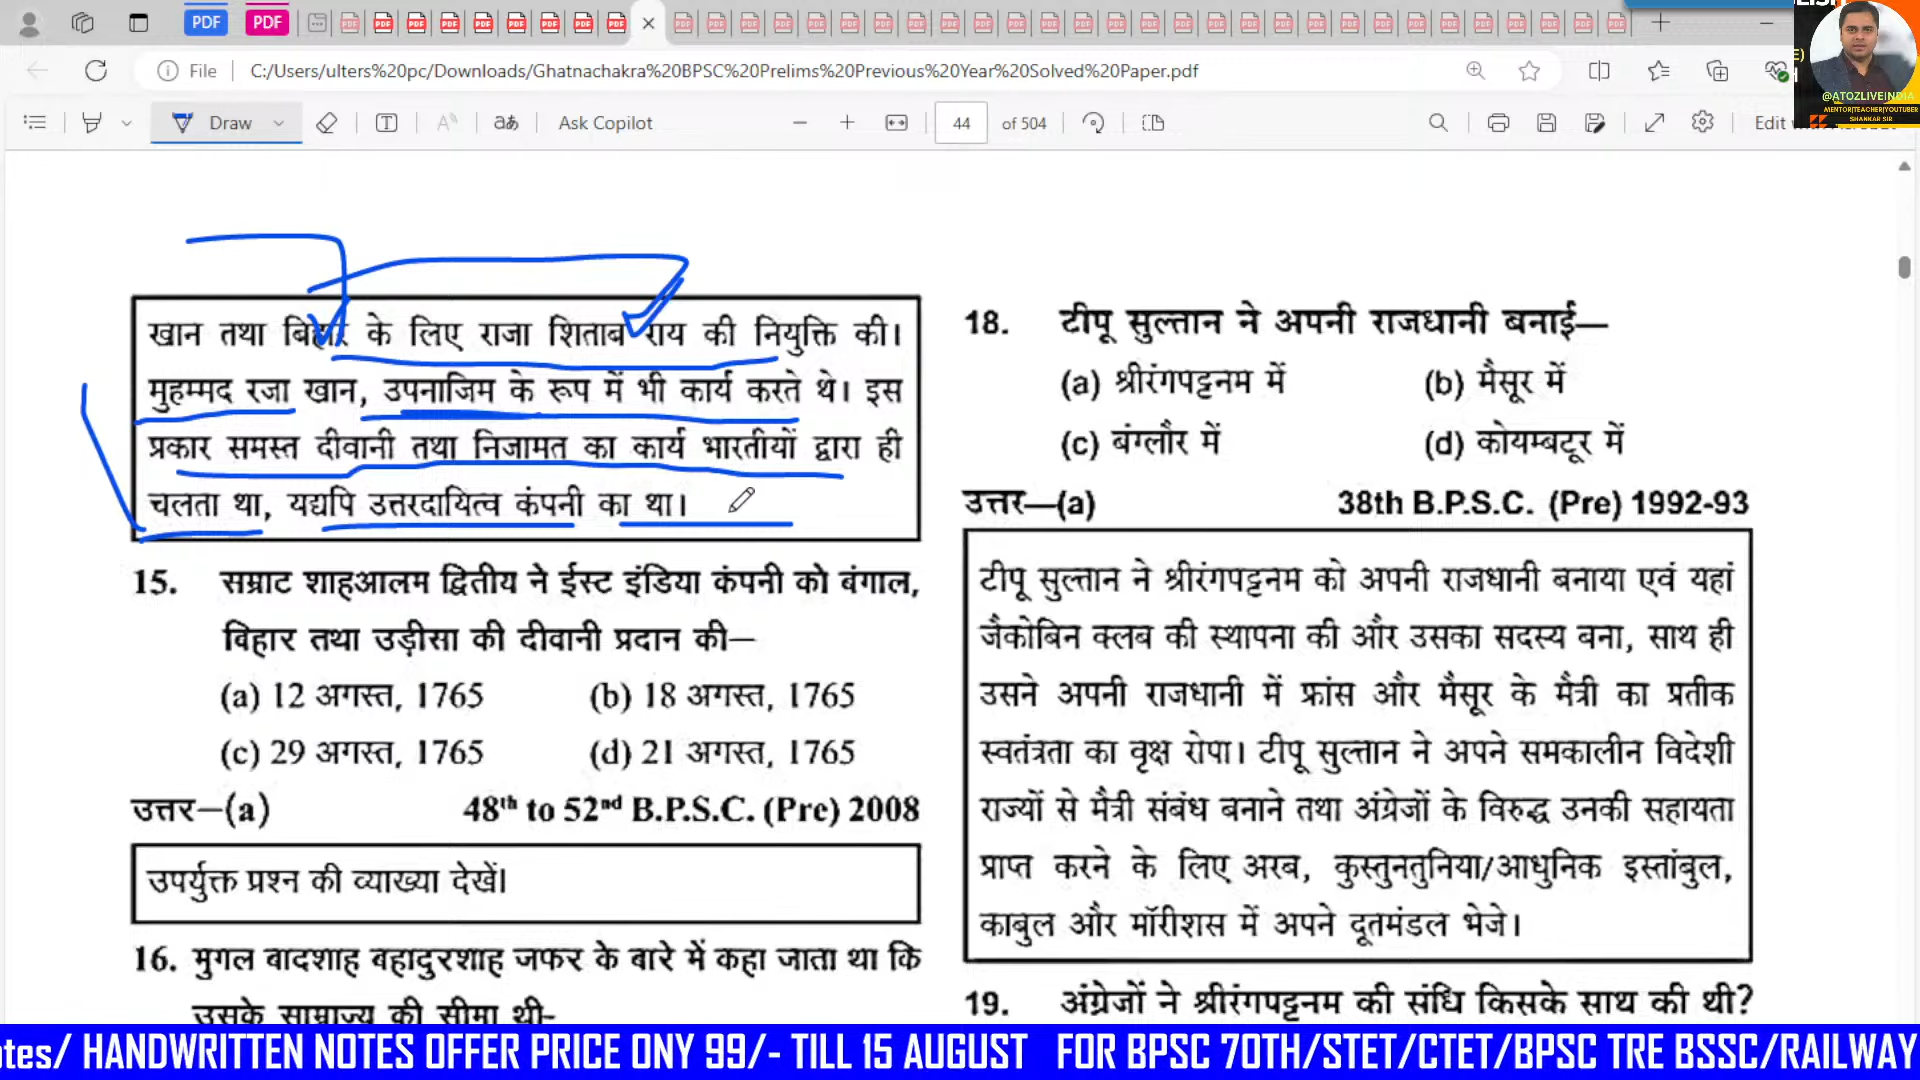 PDF
PDF
File
C:/Users/ulters%20pc/Downloads/Ghatnachakra%20BPSC%20Prelims%20Previous%20Year%20Solved%20Paper.pdf
Draw
Ask Copilot
44 of 504
@ATOZLIVEINDIA
MENTOR|TEACHER|YOUTUBER
SHANKAR SIR
खान तथा बिहार के लिए राजा शिताब राय की नियुक्ति की।
मुहम्मद रजा खान, उपनाजिम के रूप में भी कार्य करते थे। इस
प्रकार समस्त दीवानी तथा निजामत का कार्य भारतीयों द्वारा ही
चलता था, यद्यपि उत्तरदायित्व कंपनी का था।
15. सम्राट शाहआलम द्वितीय ने ईस्ट इंडिया कंपनी को बंगाल,
बिहार तथा उड़ीसा की दीवानी प्रदान की—
(a) 12 अगस्त, 1765 (b) 18 अगस्त, 1765
(c) 29 अगस्त, 1765 (d) 21 अगस्त, 1765
उत्तर—(a) 48th to 52nd B.P.S.C. (Pre) 2008
उपर्युक्त प्रश्न की व्याख्या देखें।
16. मुगल बादशाह बहादुरशाह जफर के बारे में कहा जाता था कि
उसके साम्राज्य की सीमा थी-
18. टीपू सुल्तान ने अपनी राजधानी बनाई—
(a) श्रीरंगपट्टनम में (b) मैसूर में
(c) बंग्लौर में (d) कोयम्बटूर में
उत्तर—(a) 38th B.P.S.C. (Pre) 1992-93
टीपू सुल्तान ने श्रीरंगपट्टनम को अपनी राजधानी बनाया एवं यहां
जैकोबिन क्लब की स्थापना की और उसका सदस्य बना, साथ ही
उसने अपनी राजधानी में फ्रांस और मैसूर के मैत्री का प्रतीक
स्वतंत्रता का वृक्ष रोपा। टीपू सुल्तान ने अपने समकालीन विदेशी
राज्यों से मैत्री संबंध बनाने तथा अंग्रेजों के विरुद्ध उनकी सहायता
प्राप्त करने के लिए अरब, कुस्तुनतुनिया/आधुनिक इस्तांबुल,
काबुल और मॉरीशस में अपने दूतमंडल भेजे।
19. अंग्रेजों ने श्रीरंगपट्टनम की संधि किसके साथ की थी?
otes/ HANDWRITTEN NOTES OFFER PRICE ONY 99/- TILL 15 AUGUST FOR BPSC 70TH/STET/CTET/BPSC TRE BSSC/RAILWAY